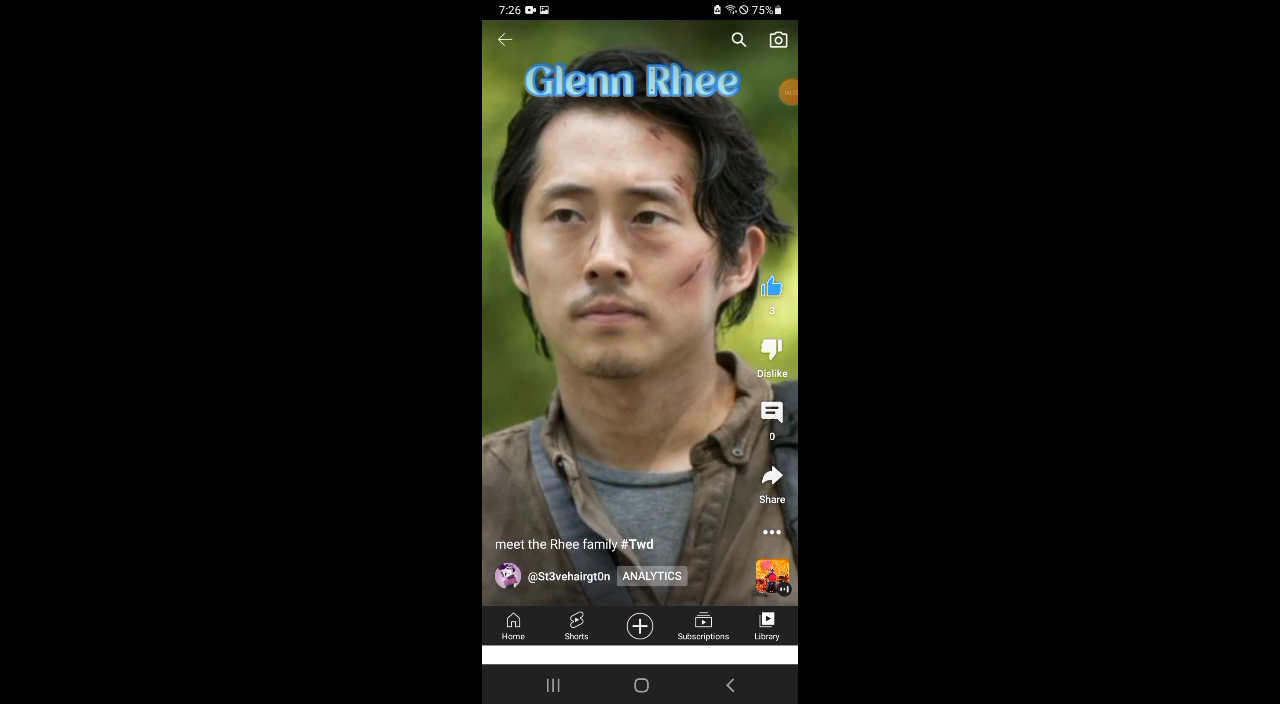 7:26
75%
Glenn Rhee
3
Dislike
0
Share
meet the Rhee family #Twd
@St3vehairgt0n ANALYTICS
Home Shorts Subscriptions Library